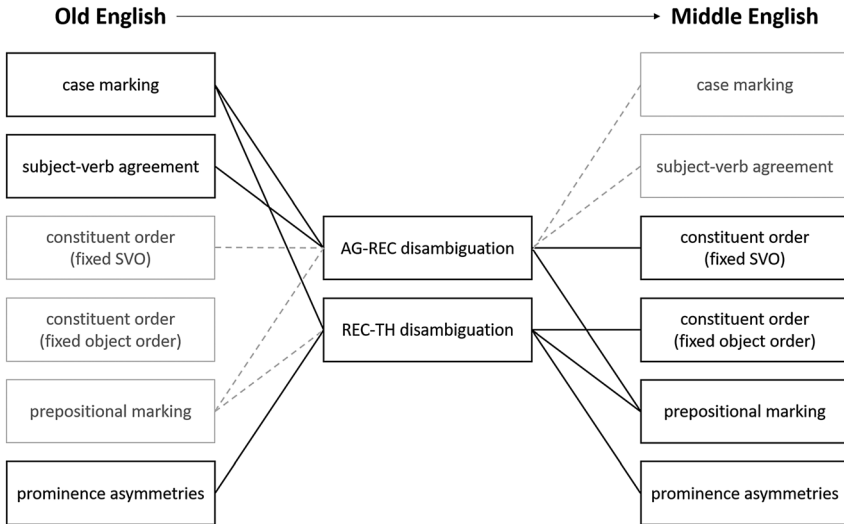 Old English
Middle English
case marking
subject-verb agreement
constituent order
(fixed SVO)
constituent order
(fixed object order)
prepositional marking
prominence asymmetries
AG-REC disambiguation
REC-TH disambiguation
case marking
subject-verb agreement
constituent order
(fixed SVO)
constituent order
(fixed object order)
prepositional marking
prominence asymmetries